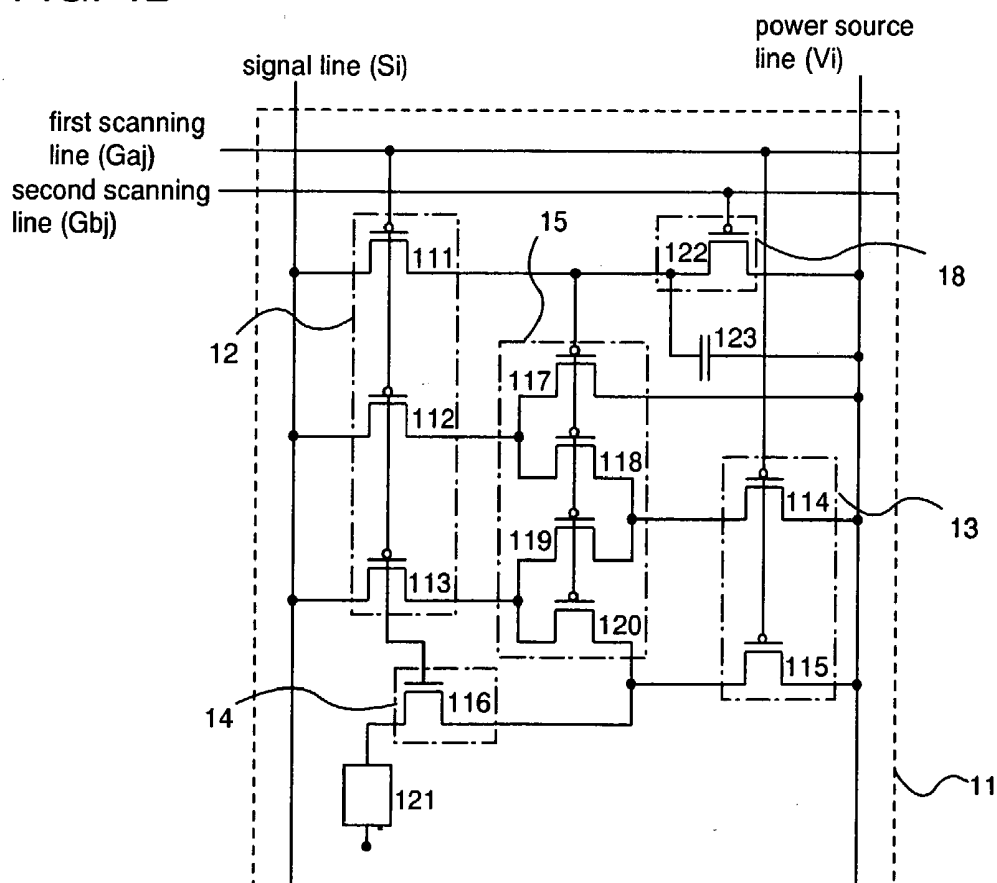 power source
line (Vi)
signal line (Si)
first scanning
line (Gaj)
second scanning
line (Gbj)
15
111
122
18
123
12
117
112
118
114
13
119
113
120
115
116
14
121
11